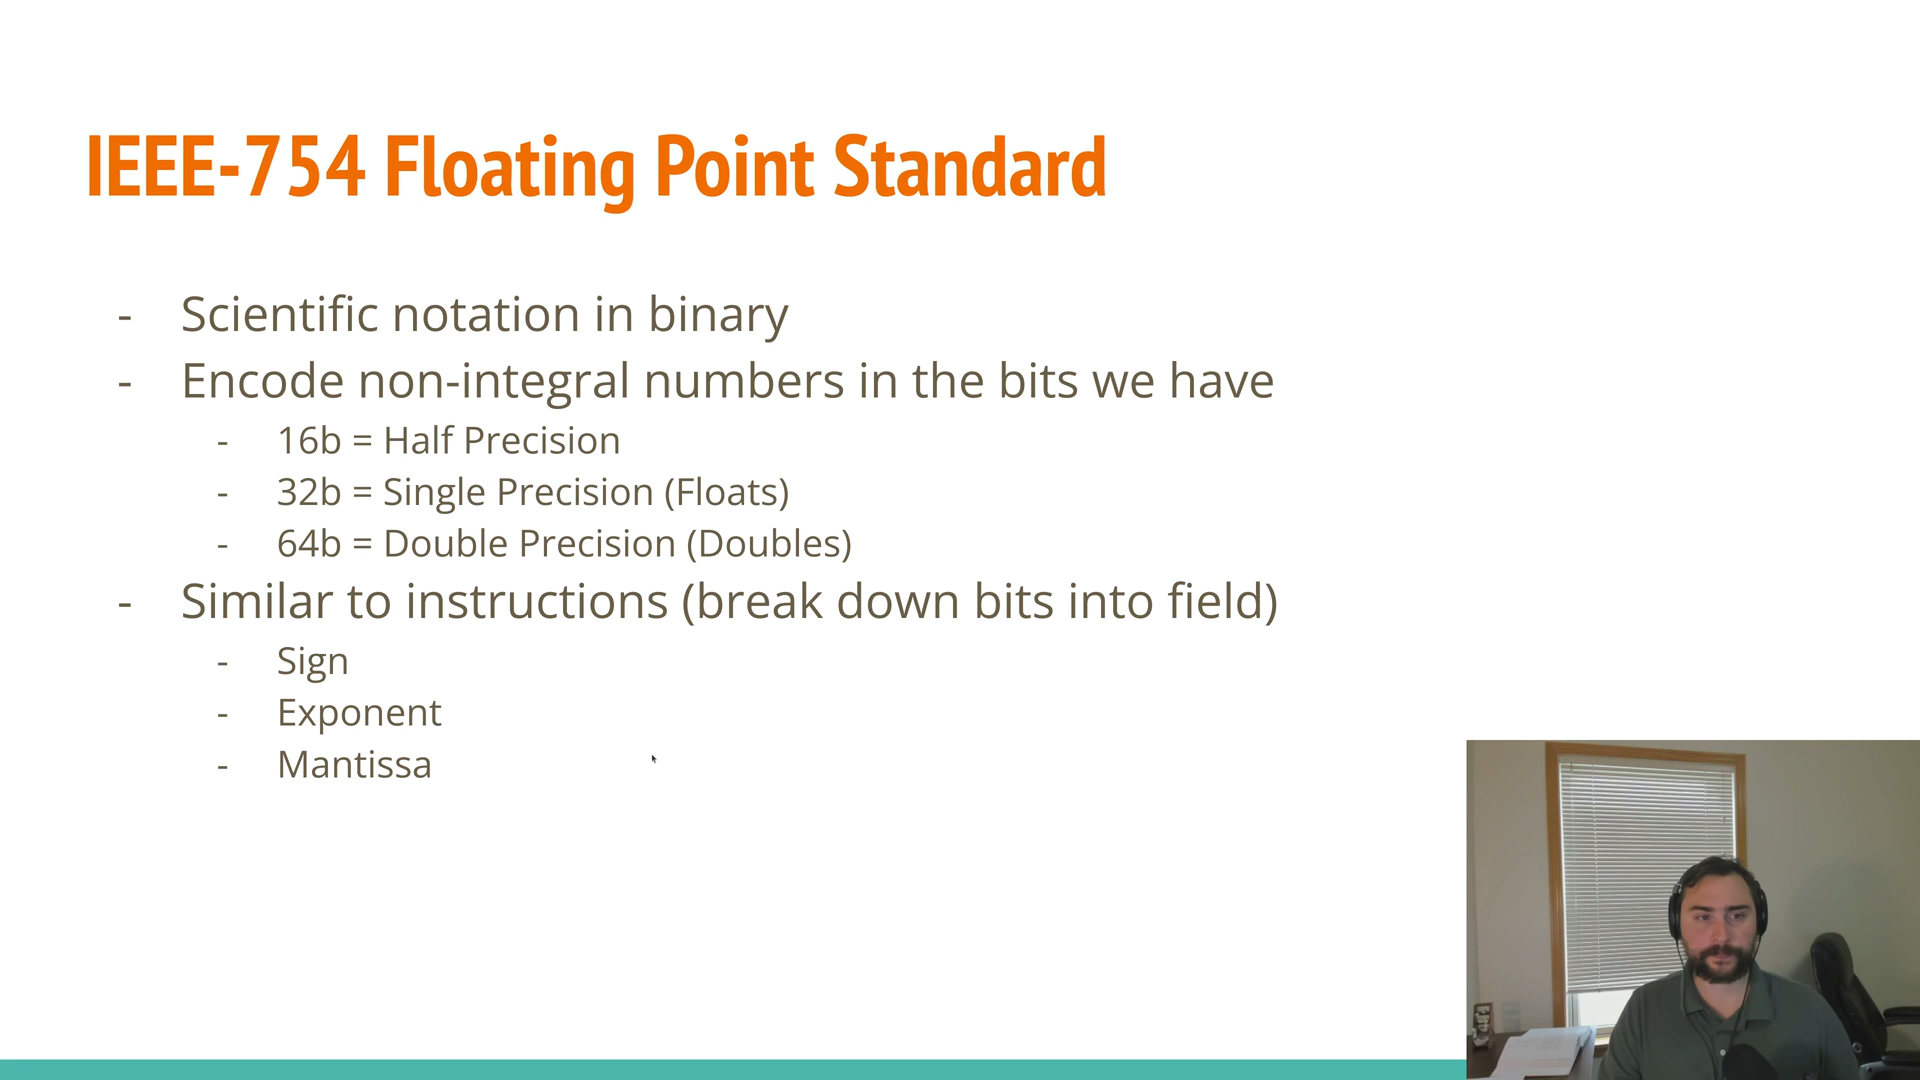 IEEE-754 Floating Point Standard
- Scientific notation in binary
- Encode non-integral numbers in the bits we have
- 16b = Half Precision
- 32b = Single Precision (Floats)
- 64b = Double Precision (Doubles)
- Similar to instructions (break down bits into field)
- Sign
- Exponent
- Mantissa